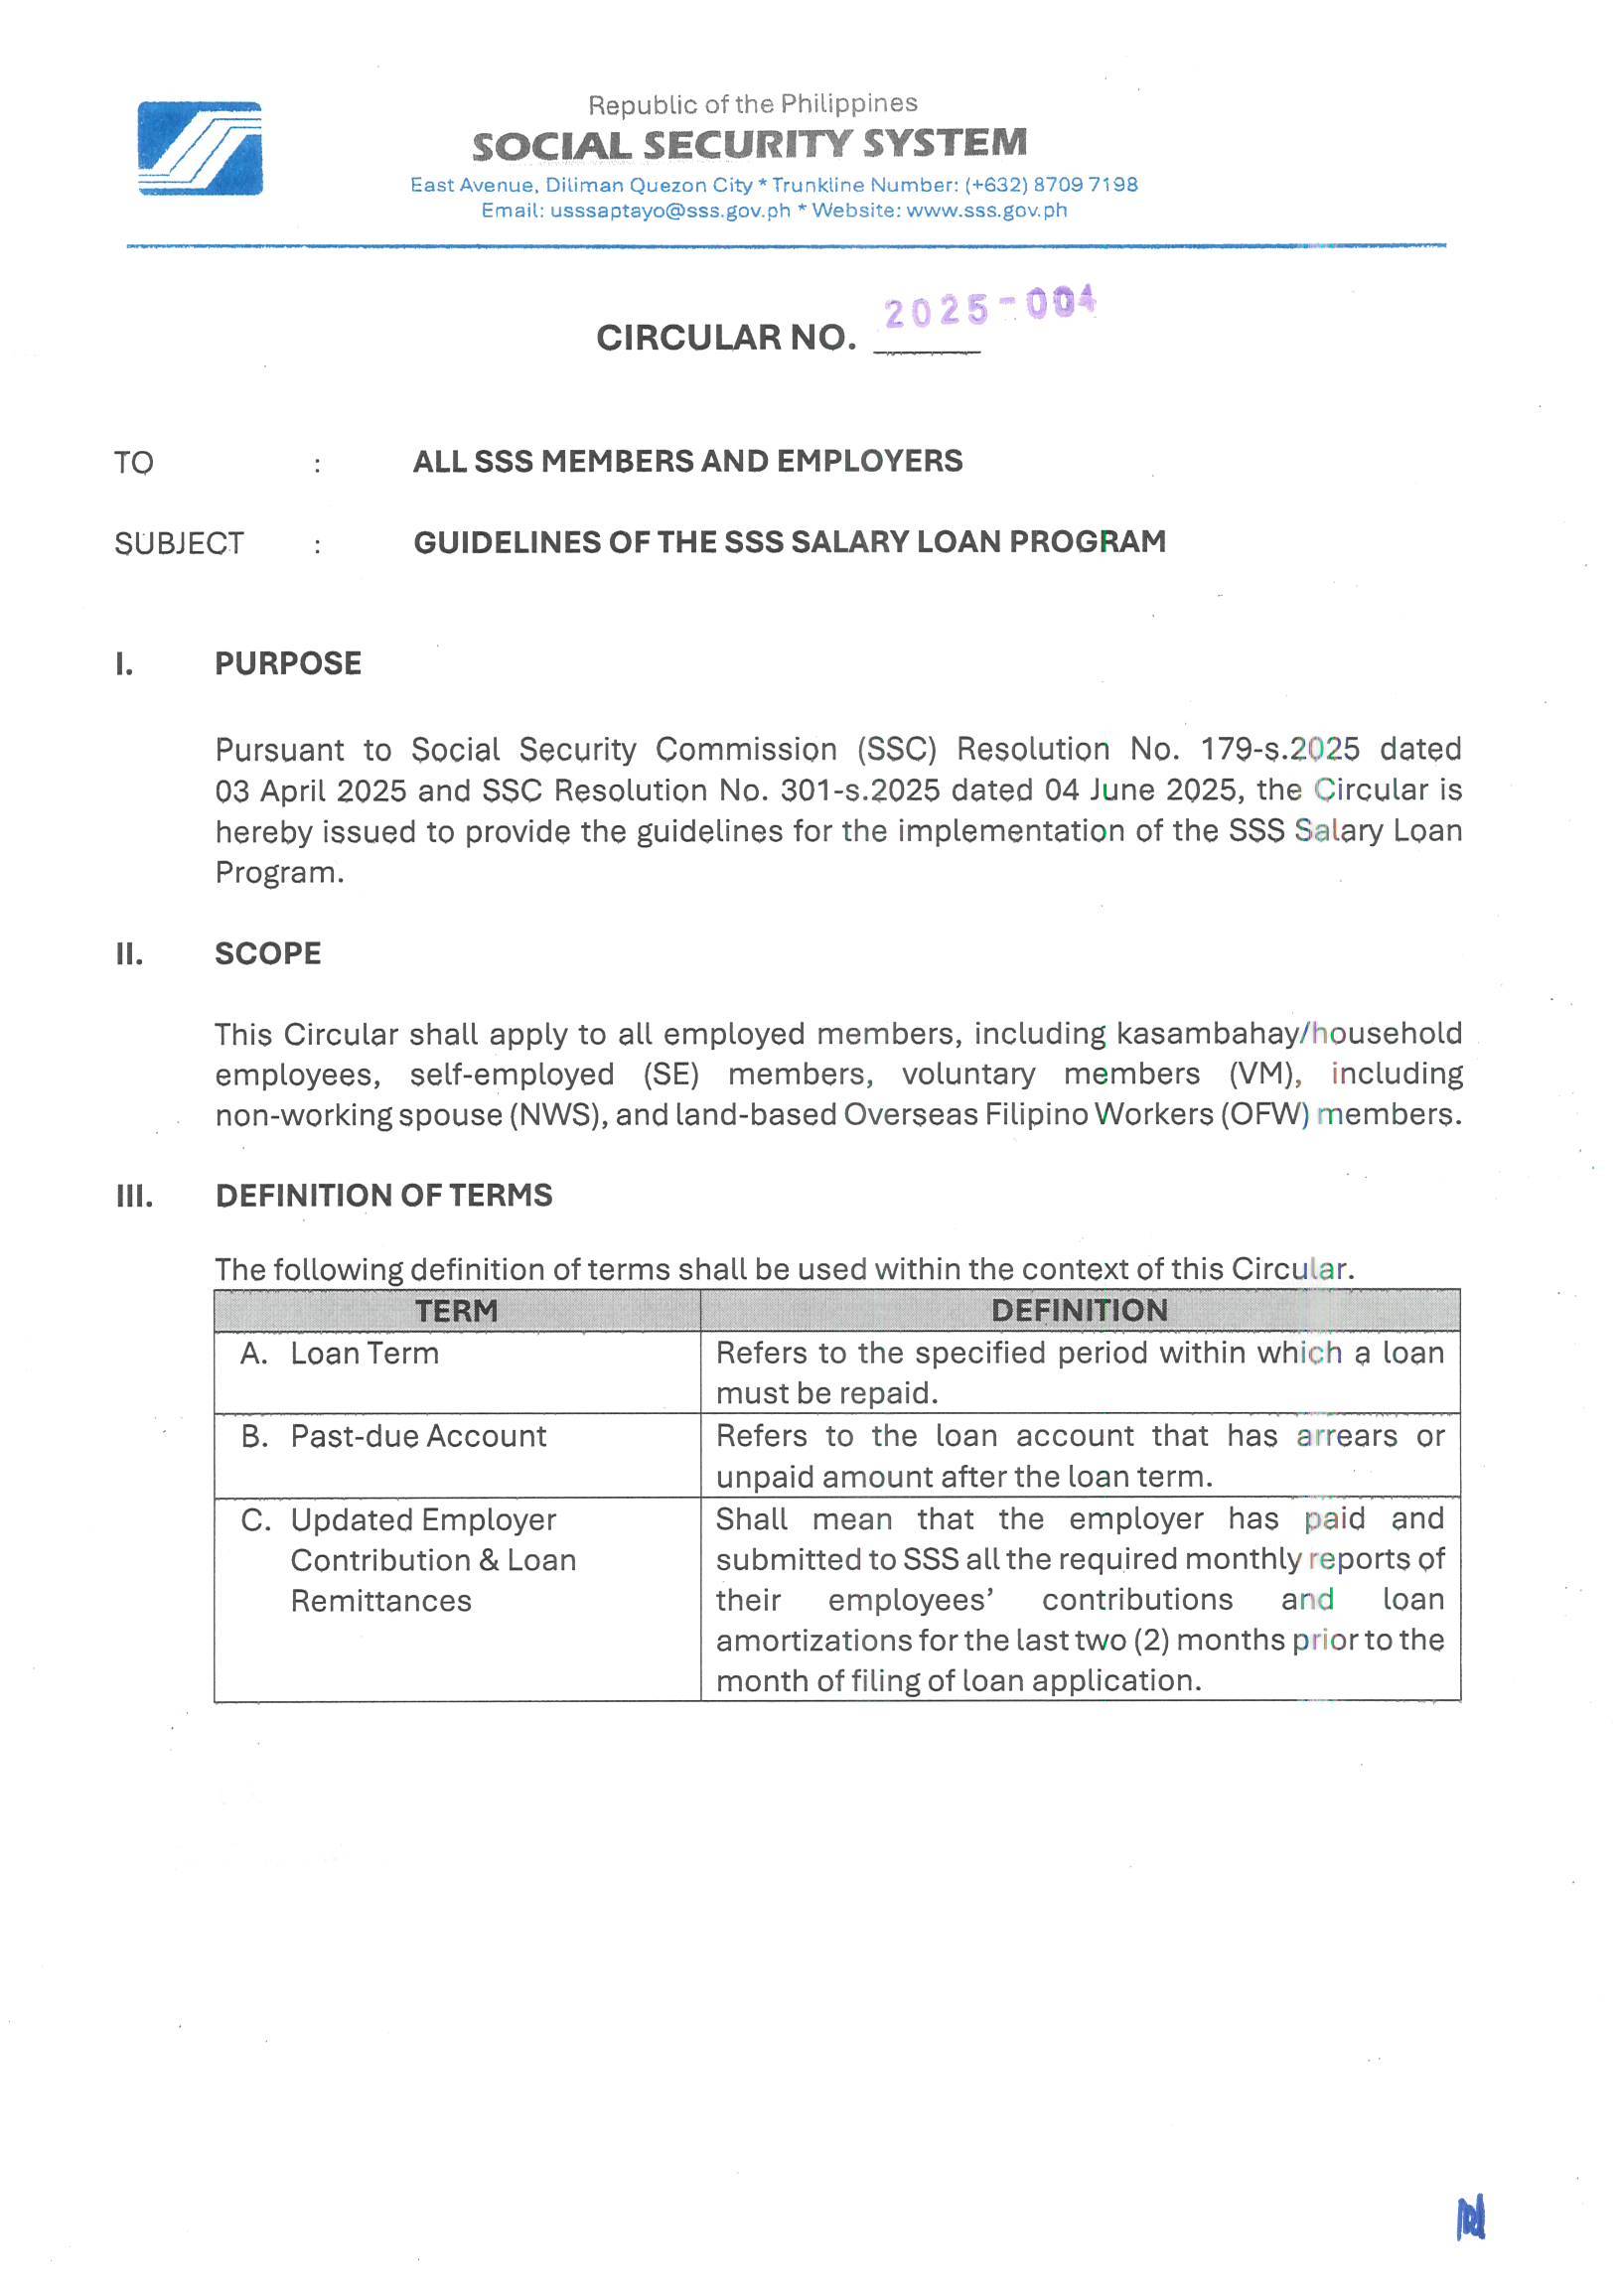 Republic of the Philippines
SOCIAL SECURITY SYSTEM
East Avenue, Diliman Quezon City * Trunkline Number: (+632) 8709 7198
Email: usssaptayo@sss.gov.ph * Website: www.sss.gov.ph
CIRCULAR NO. 2025-004
TO : ALL SSS MEMBERS AND EMPLOYERS
SUBJECT : GUIDELINES OF THE SSS SALARY LOAN PROGRAM
I. PURPOSE
Pursuant to Social Security Commission (SSC) Resolution No. 179-s.2025 dated
03 April 2025 and SSC Resolution No. 301-s.2025 dated 04 June 2025, the Circular is
hereby issued to provide the guidelines for the implementation of the SSS Salary Loan
Program.
II. SCOPE
This Circular shall apply to all employed members, including kasambahay/household
employees, self-employed (SE) members, voluntary members (VM), including
non-working spouse (NWS), and land-based Overseas Filipino Workers (OFW) members.
III. DEFINITION OF TERMS
The following definition of terms shall be used within the context of this Circular.
TERM DEFINITION
A. Loan Term
Refers to the specified period within which a loan
must be repaid.
B. Past-due Account
Refers to the loan account that has arrears or
unpaid amount after the loan term.
C. Updated Employer
Contribution & Loan
Remittances
Shall mean that the employer has paid and
submitted to SSS all the required monthly reports of
their employees' contributions and loan
amortizations for the last two (2) months prior to the
month of filing of loan application.